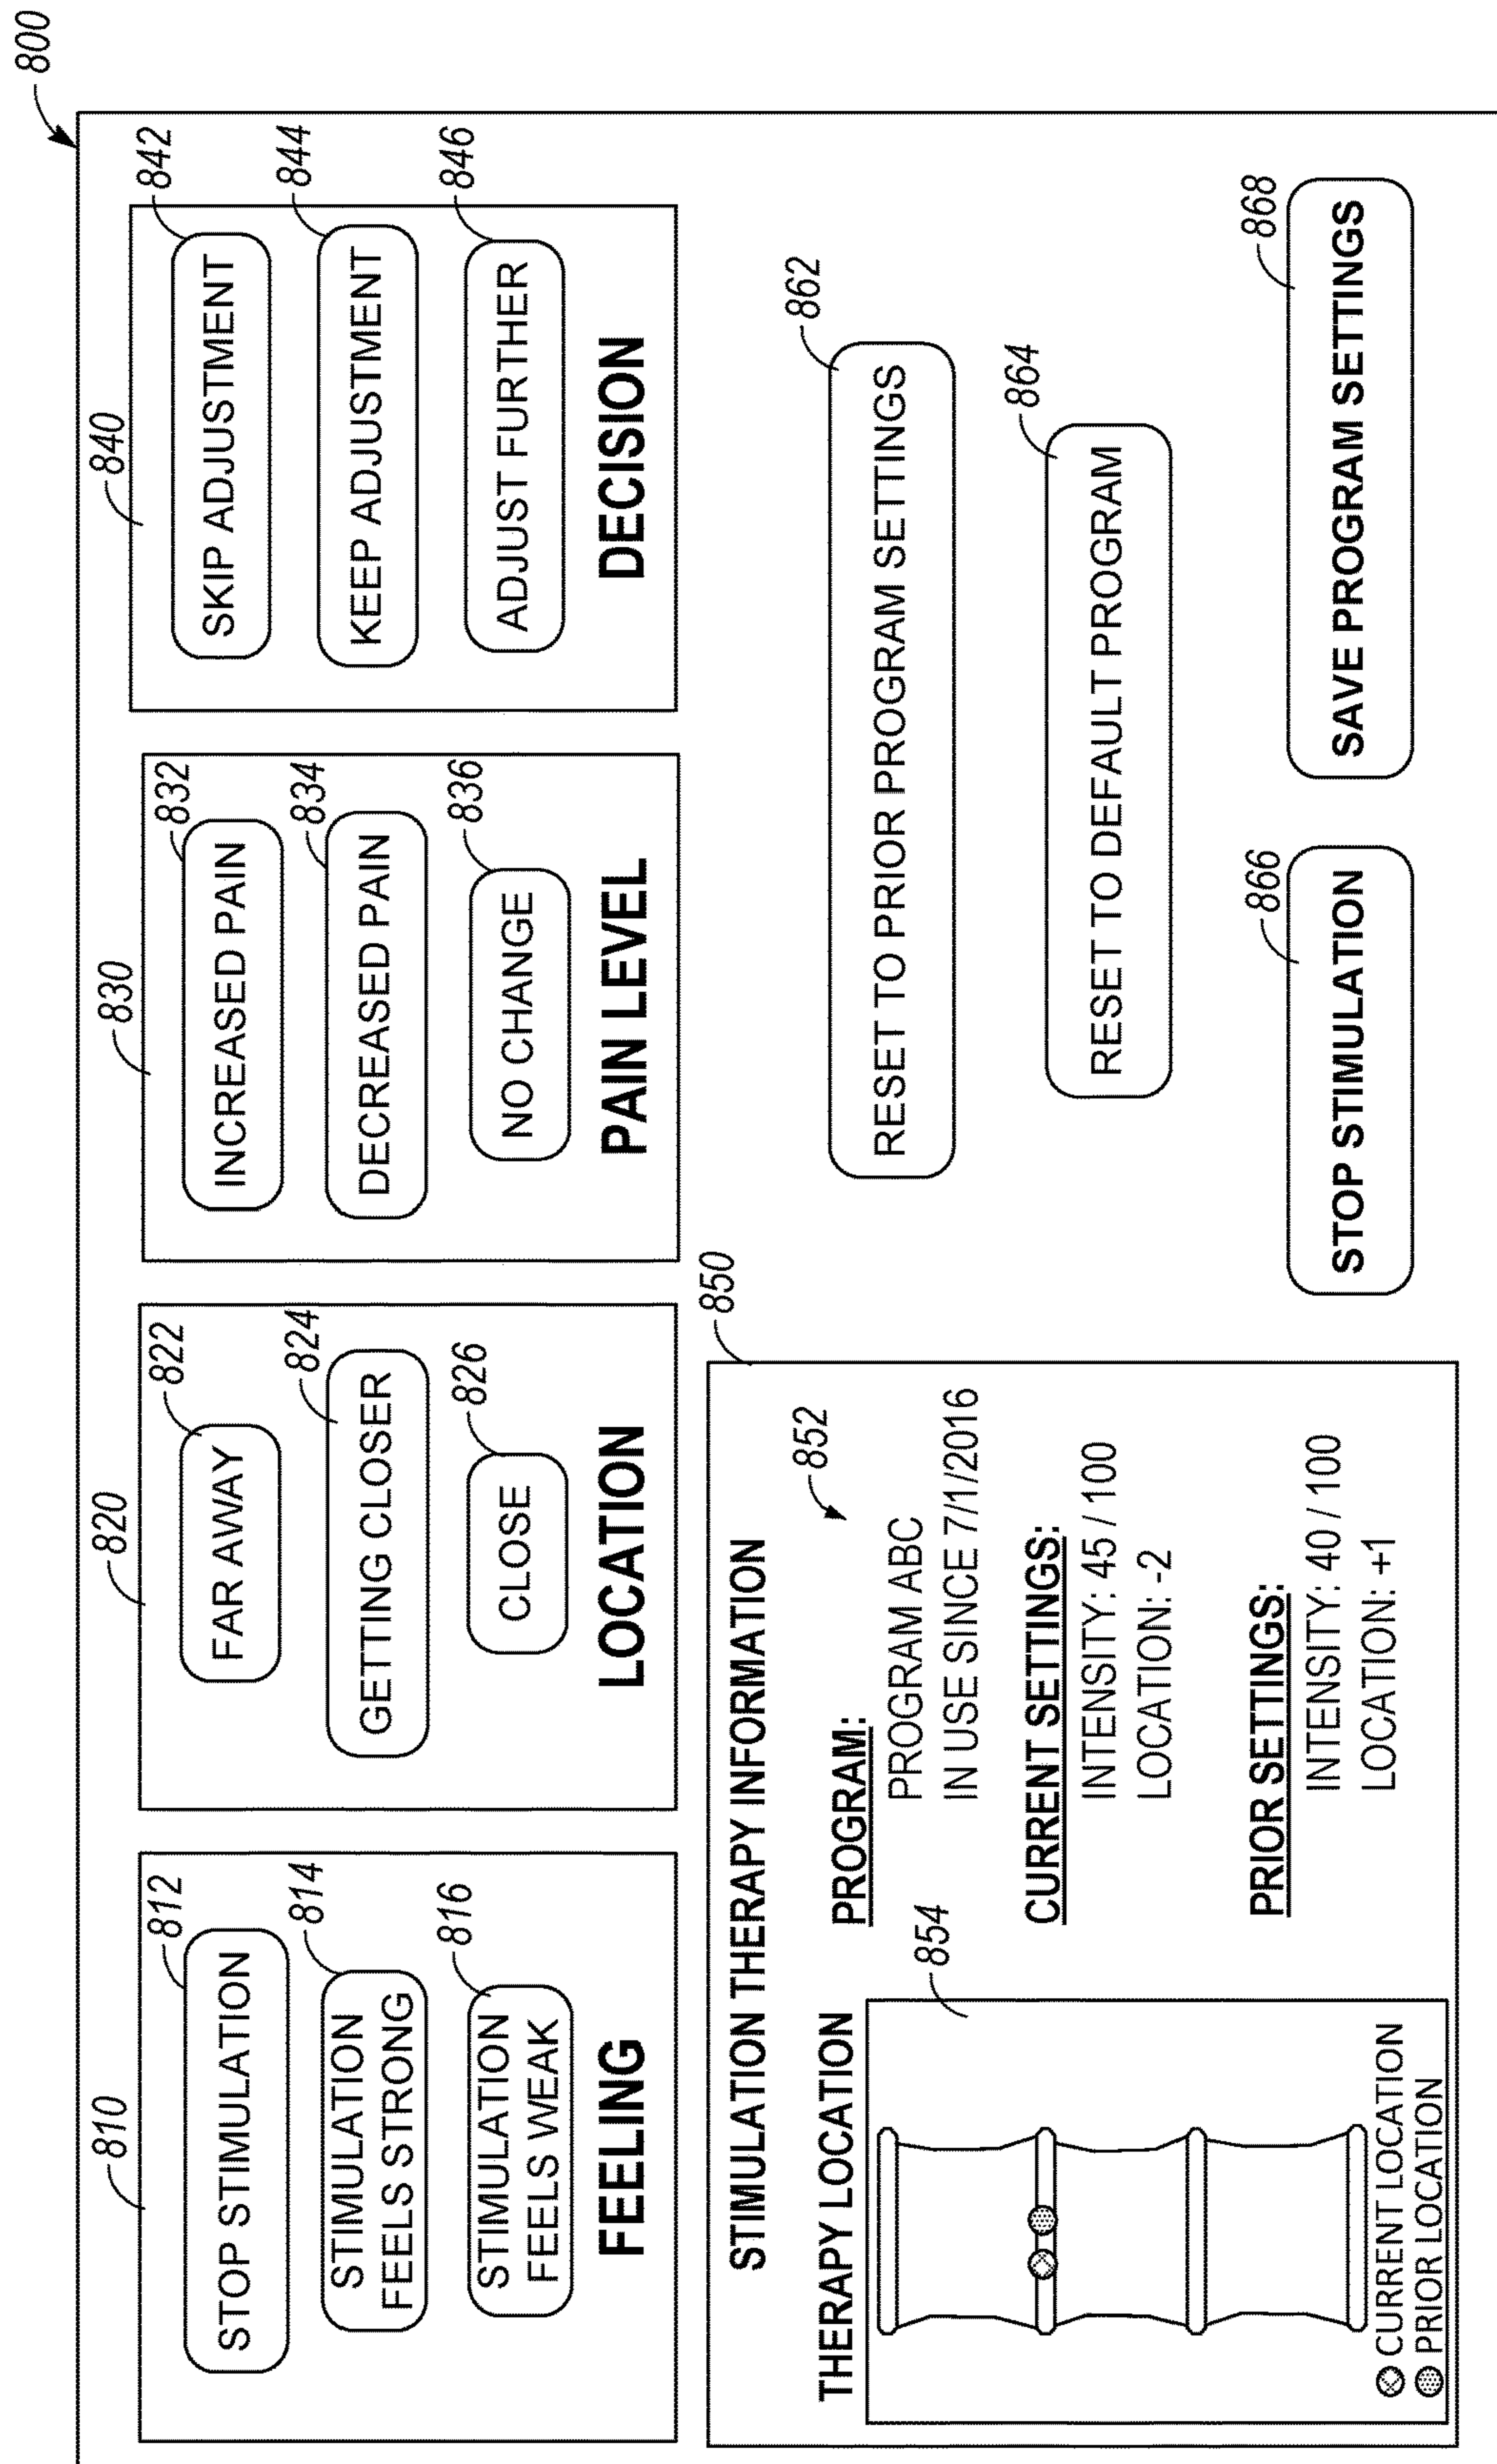 800
810
812
STOP STIMULATION
814
STIMULATION
FEELS STRONG
816
STIMULATION
FEELS WEAK
FEELING
820
822
FAR AWAY
824
GETTING CLOSER
826
CLOSE
LOCATION
830
832
INCREASED PAIN
834
DECREASED PAIN
836
NO CHANGE
PAIN LEVEL
840
842
SKIP ADJUSTMENT
844
KEEP ADJUSTMENT
846
ADJUST FURTHER
DECISION
850
STIMULATION THERAPY INFORMATION
THERAPY LOCATION
854
CURRENT LOCATION
PRIOR LOCATION
852
PROGRAM:
PROGRAM ABC
IN USE SINCE 7/1/2016
CURRENT SETTINGS:
INTENSITY: 45 / 100
LOCATION: -2
PRIOR SETTINGS:
INTENSITY: 40 / 100
LOCATION: +1
862
RESET TO PRIOR PROGRAM SETTINGS
864
RESET TO DEFAULT PROGRAM
866
STOP STIMULATION
868
SAVE PROGRAM SETTINGS